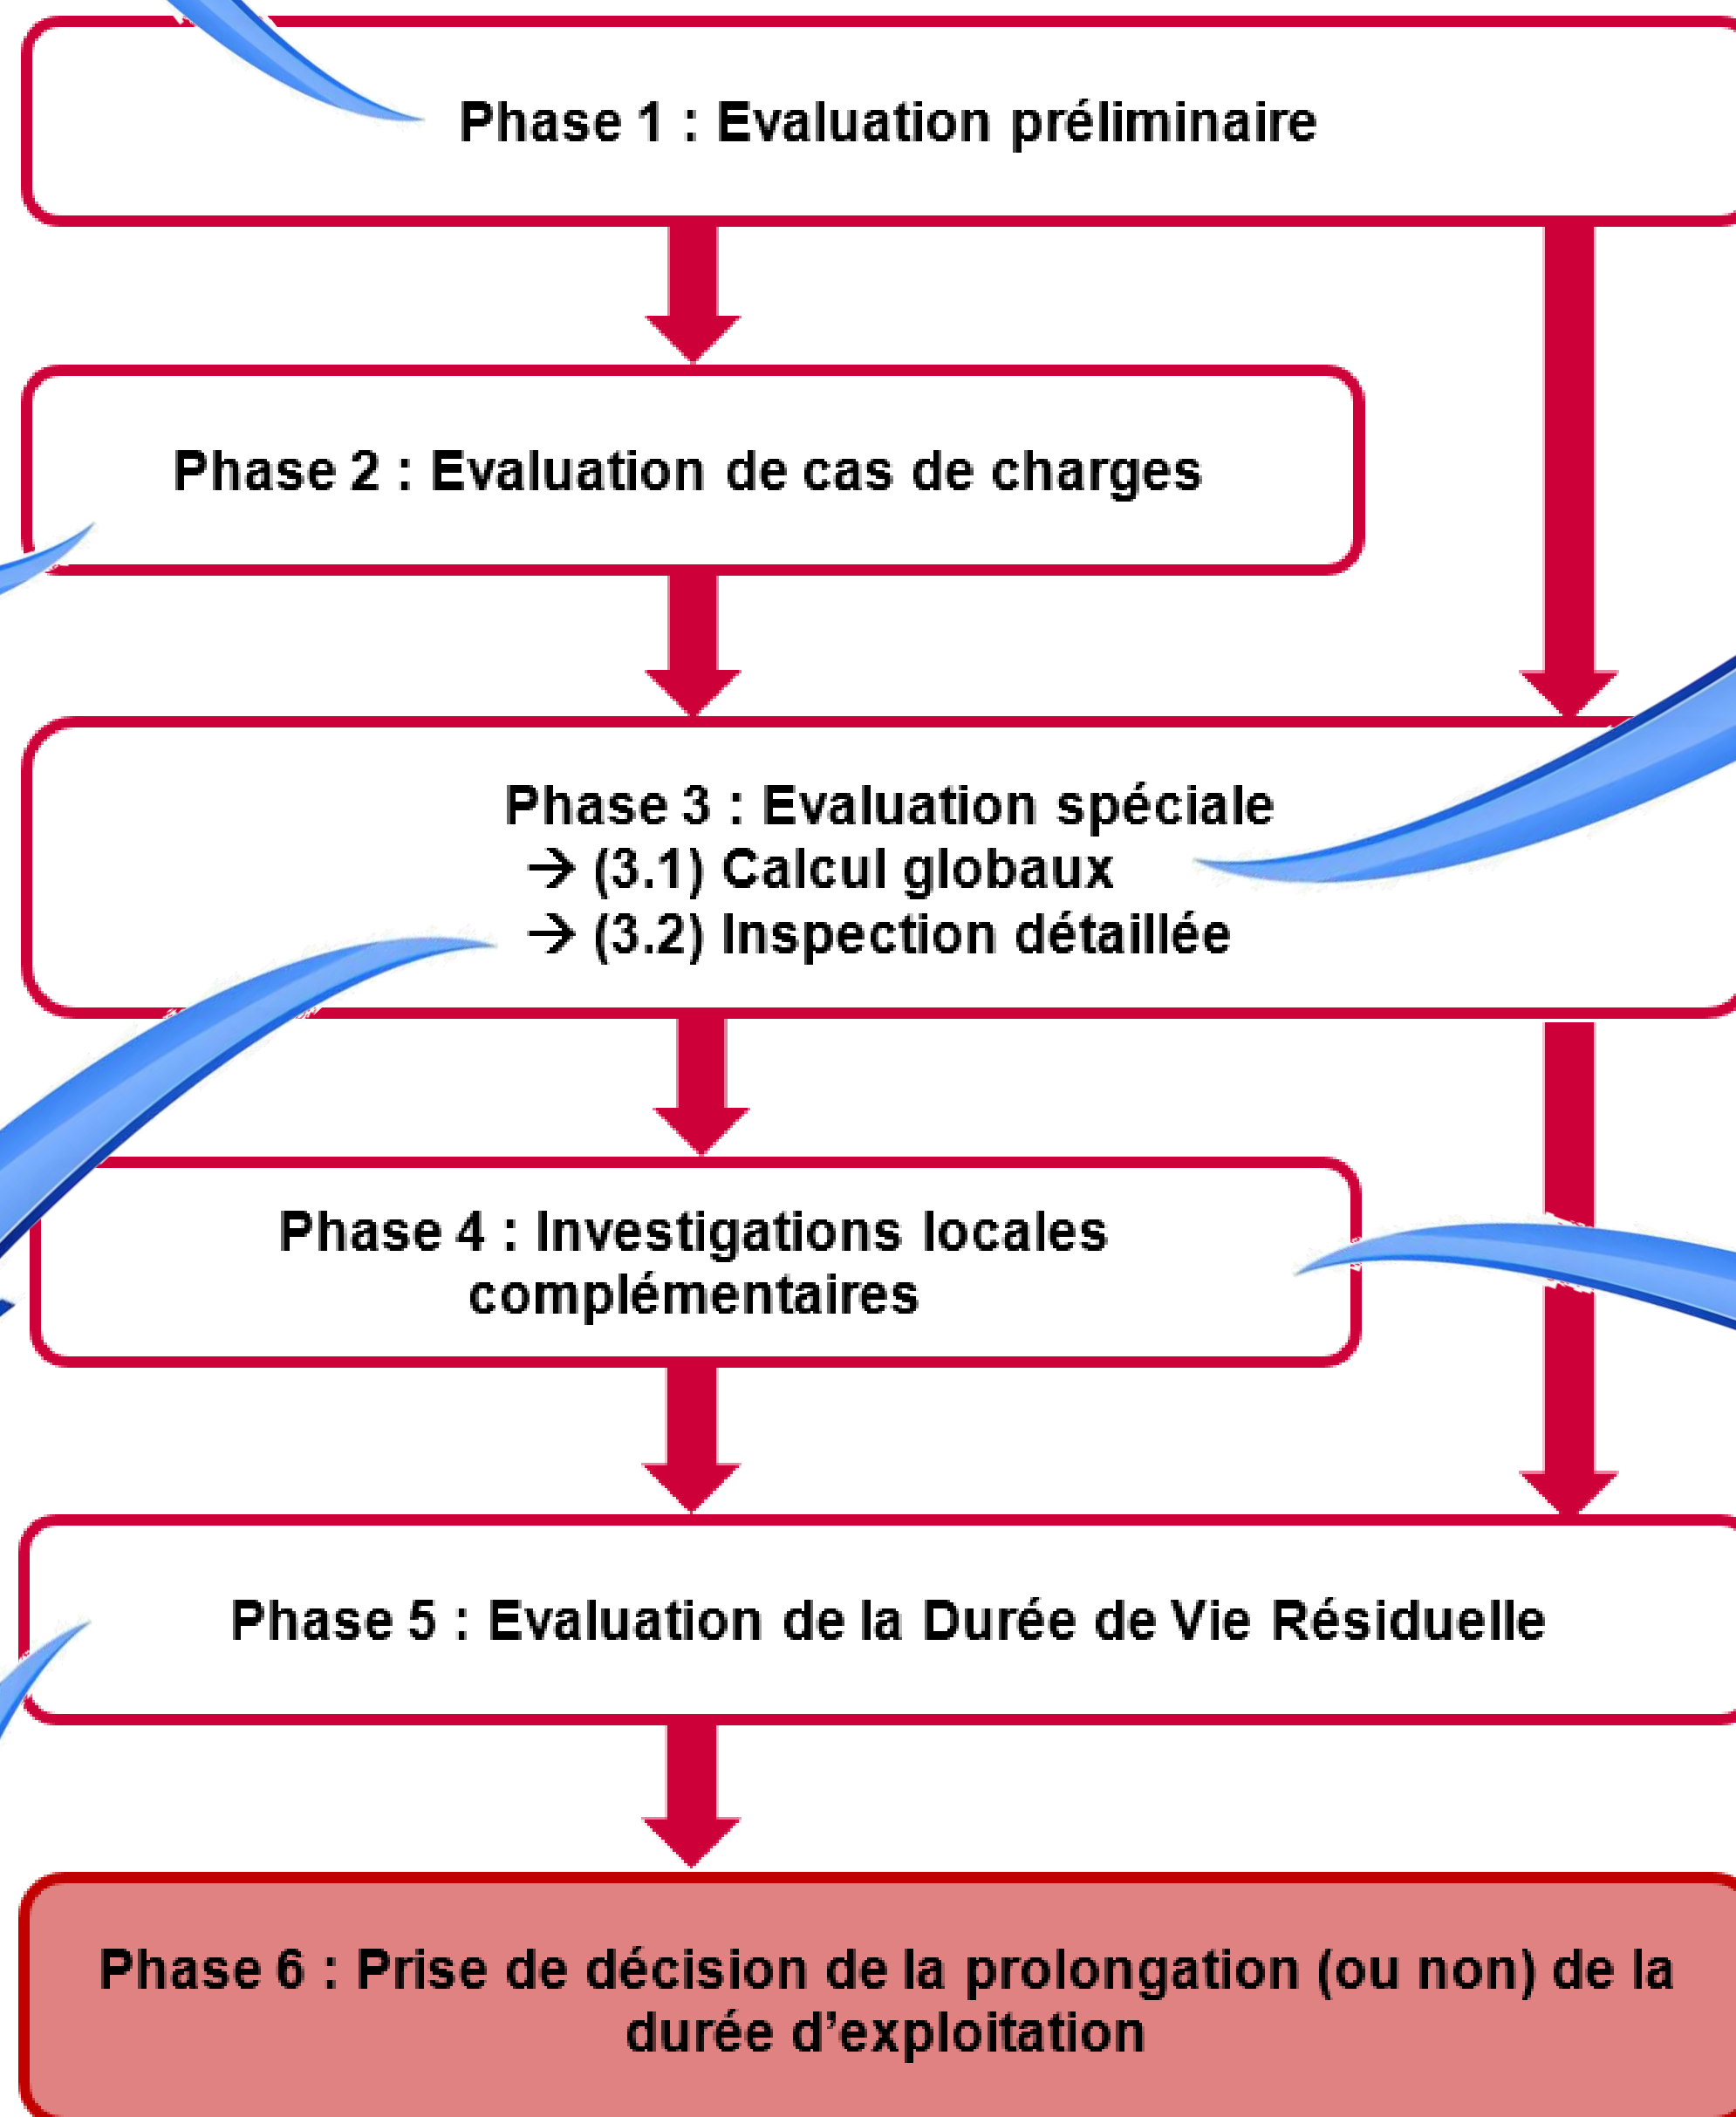 Phase 1 : Evaluation préliminaire
Phase 2 : Evaluation de cas de charges
Phase 3 : Evaluation spéciale
→ (3.1) Calcul globaux
→ (3.2) Inspection détaillée
Phase 4 : Investigations locales
complémentaires
Phase 5 : Evaluation de la Durée de Vie Résiduelle
Phase 6 : Prise de décision de la prolongation (ou non) de la
durée d’exploitation